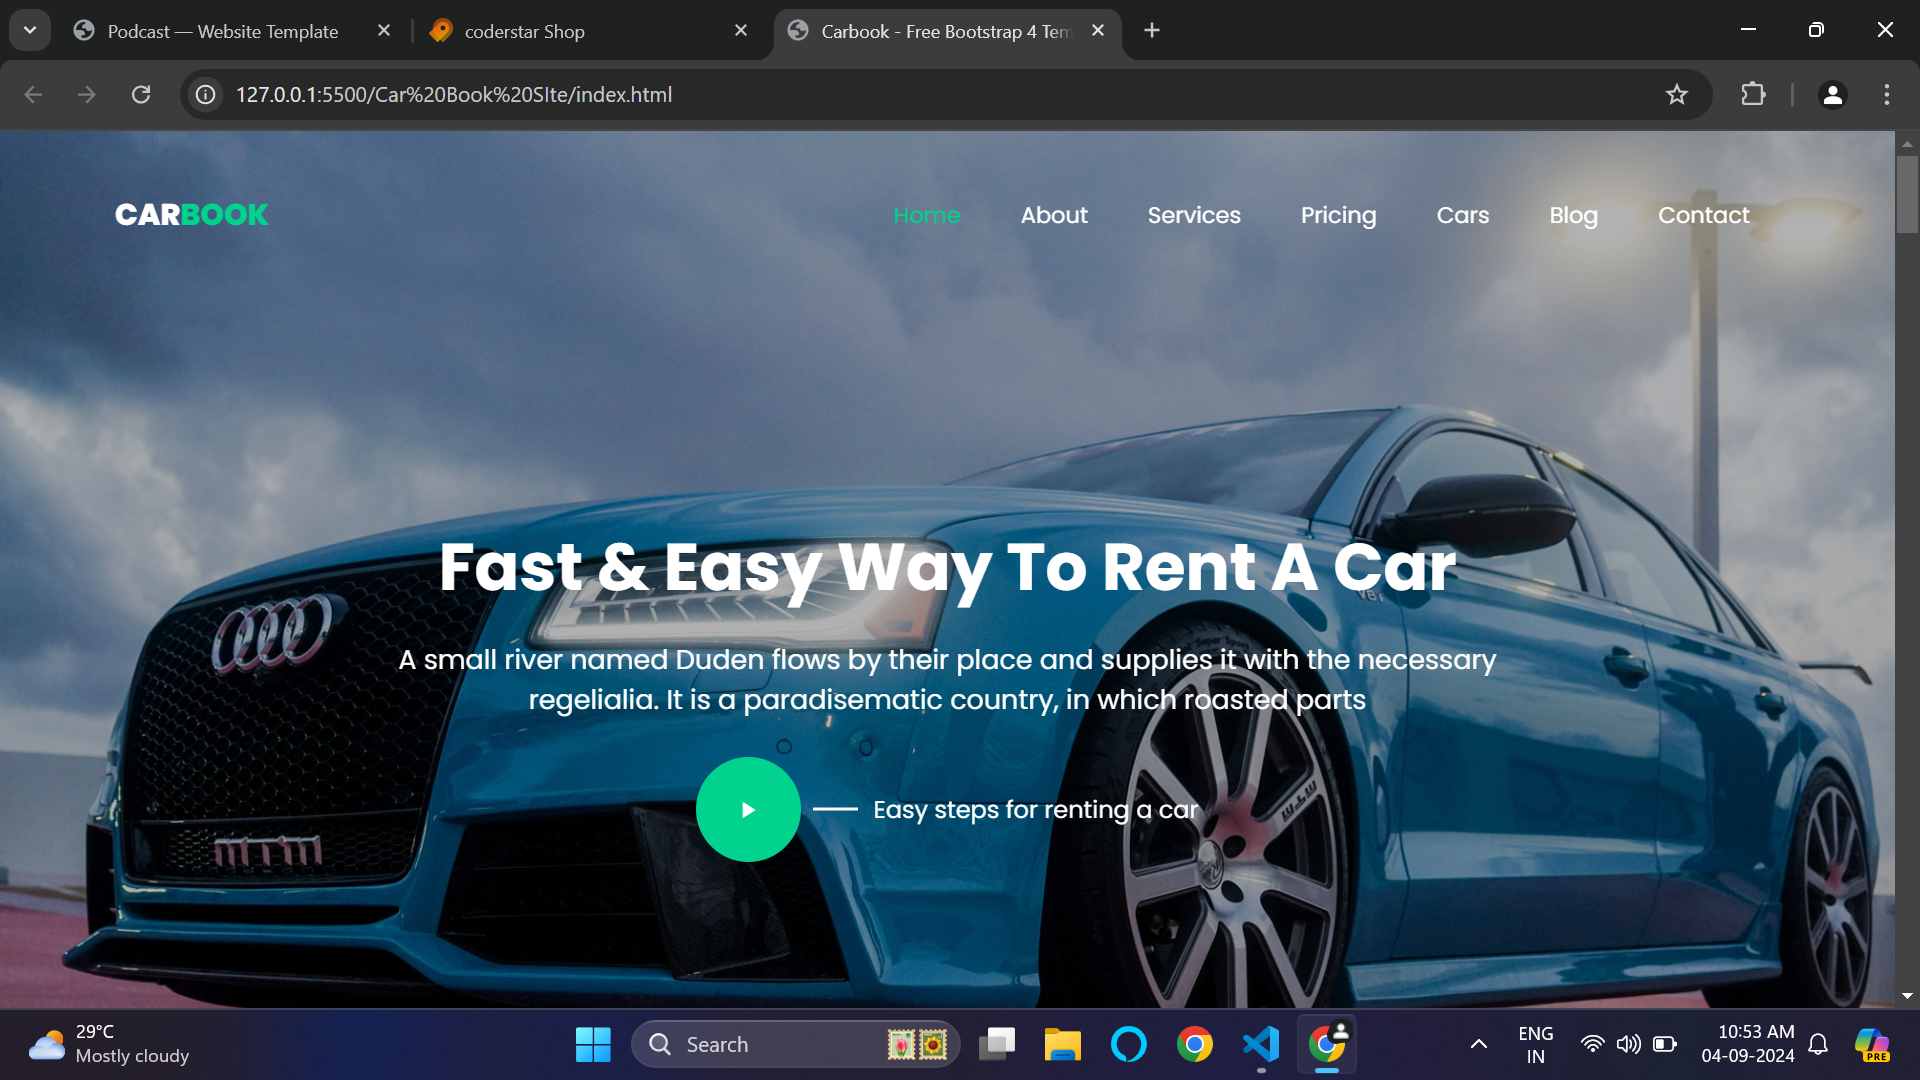 Podcast — Website Template
coderstar Shop
Carbook - Free Bootstrap 4 Tem
127.0.0.1:5500/Car%20Book%20SIte/index.html
CARBOOK
Home
About
Services
Pricing
Cars
Blog
Contact
Fast & Easy Way To Rent A Car
A small river named Duden flows by their place and supplies it with the necessary
regelialia. It is a paradisematic country, in which roasted parts
Easy steps for renting a car
mtm
29°C
Mostly cloudy
Search
ENG
IN
10:53 AM
04-09-2024
PRE